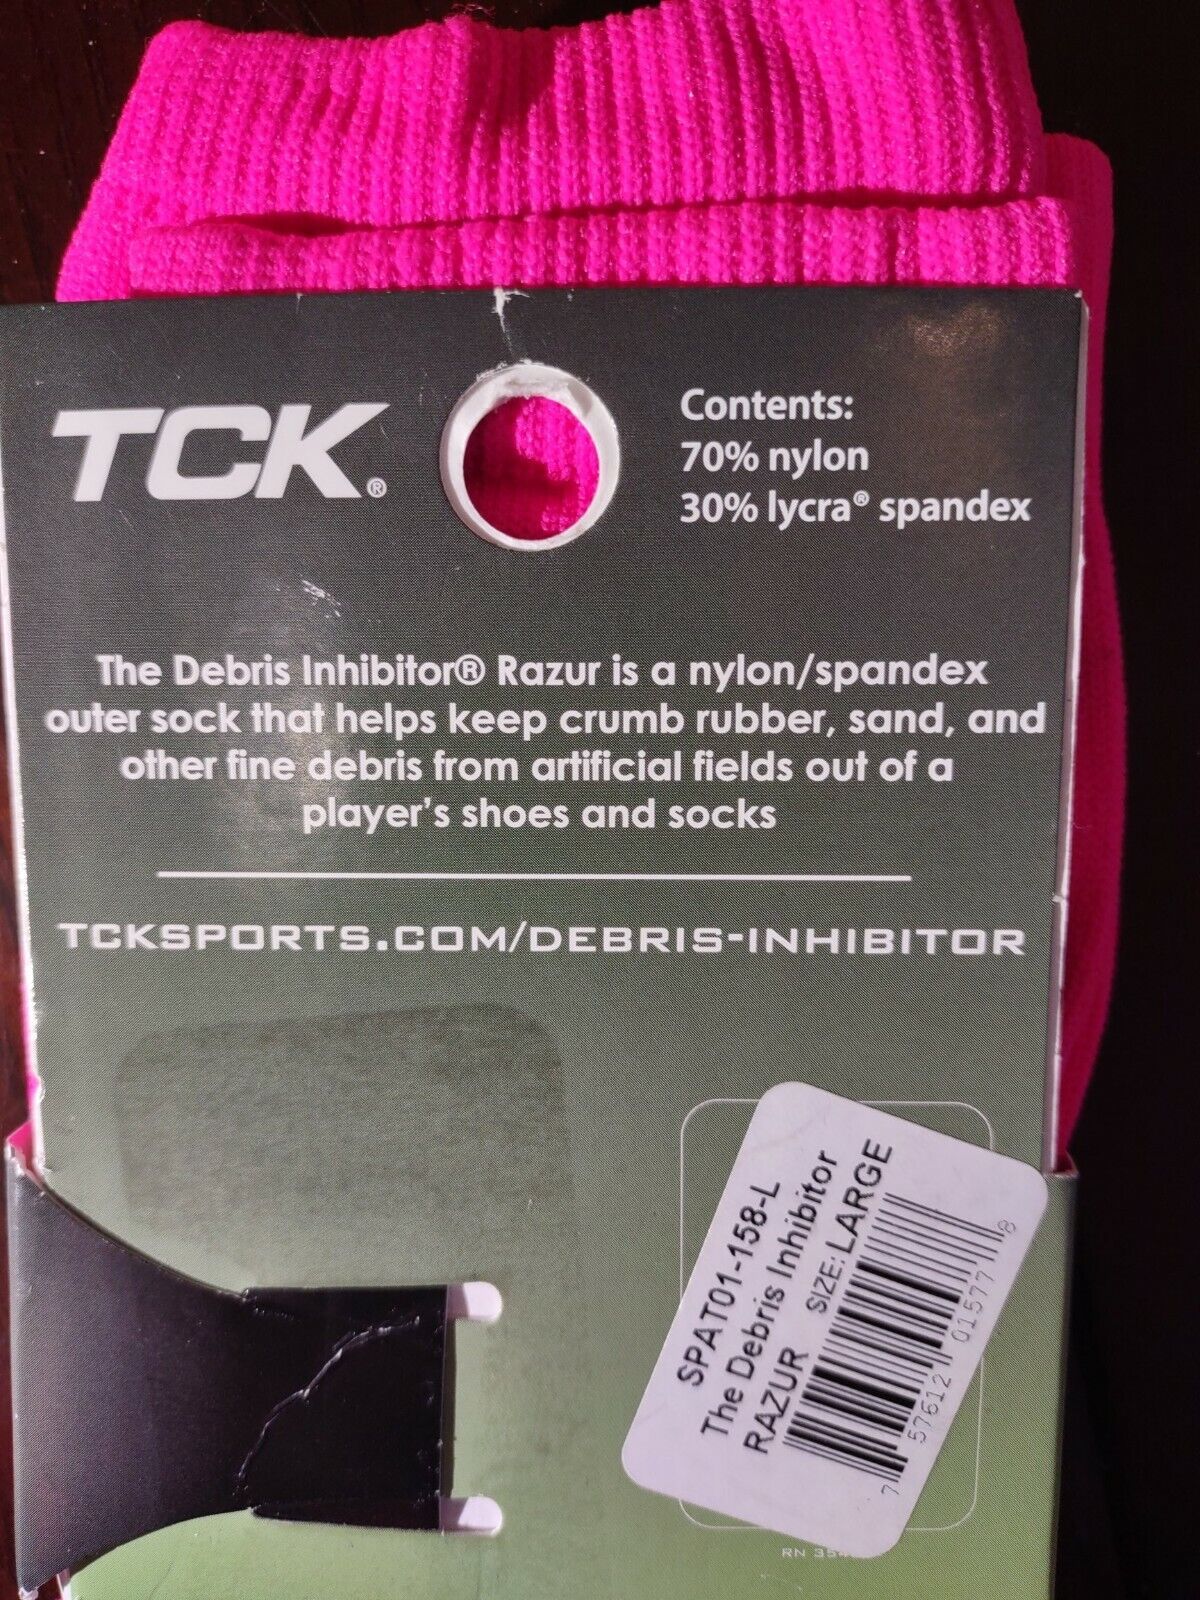 TCK®
Contents:
70% nylon
30% lycra® spandex
The Debris Inhibitor® Razur is a nylon/spandex
outer sock that helps keep crumb rubber, sand, and
other fine debris from artificial fields out of a
player's shoes and socks
TCKSPORTS.COM/DEBRIS-INHIBITOR
SPAT01-158-L
The Debris Inhibitor
RAZUR SIZE: LARGE
7 57612 01577 8
RN